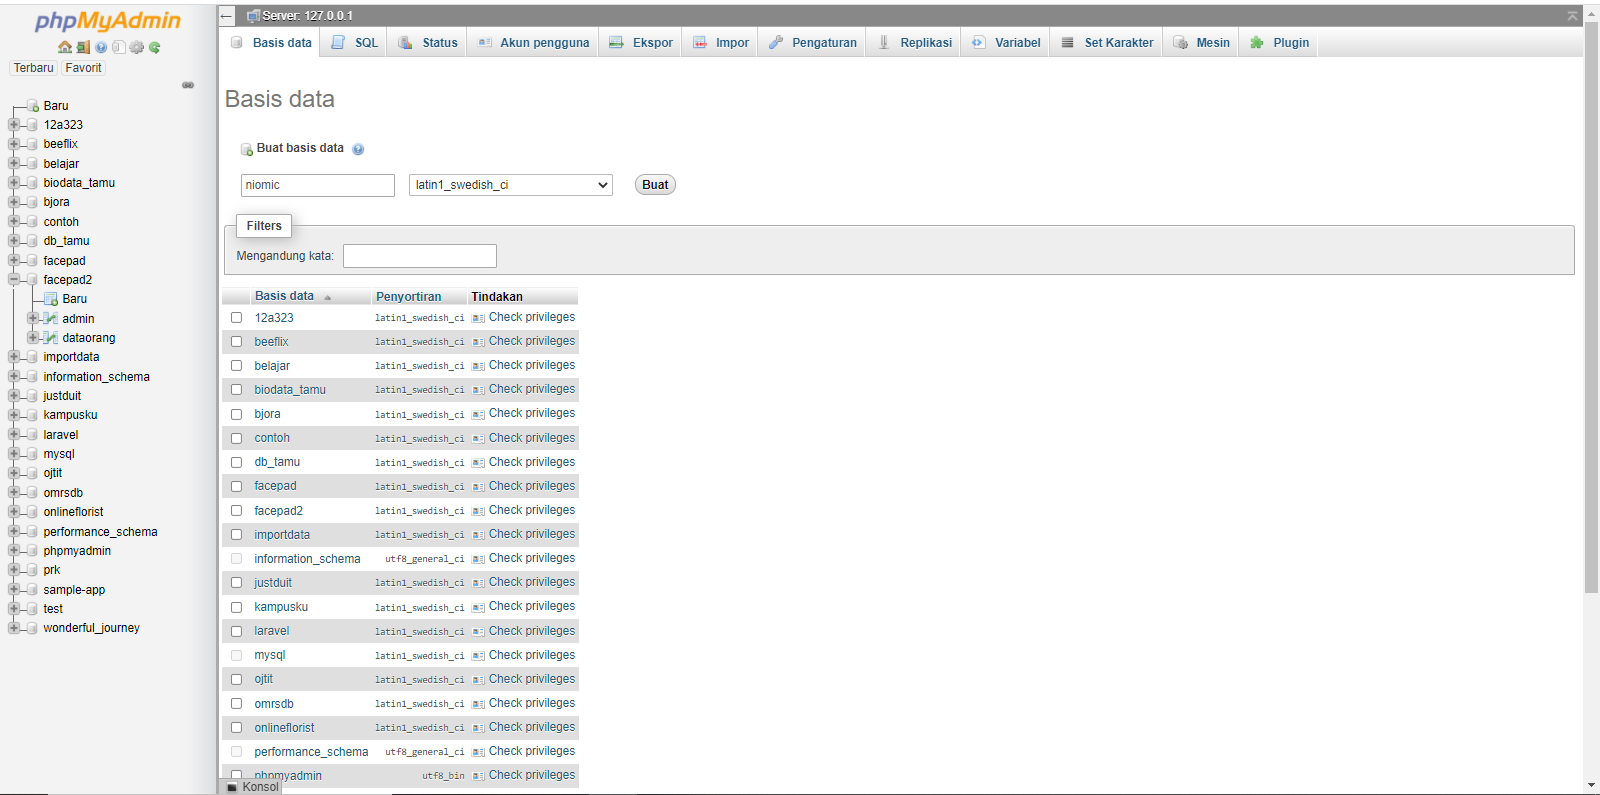 phpMyAdmin
Terbaru Favorit
Baru
12a323
beeflix
belajar
biodata_tamu
bjora
contoh
db_tamu
facepad
facepad2
Baru
admin
dataorang
importdata
information_schema
justduit
kampusku
laravel
mysql
ojtit
omrsdb
onlineflorist
performance_schema
phpmyadmin
prk
sample-app
test
wonderful_journey
Server: 127.0.0.1
Basis data SQL Status Akun pengguna Ekspor Impor Pengaturan Replikasi Variabel Set Karakter Mesin Plugin
Basis data
Buat basis data
niomic latin1_swedish_ci Buat
Filters
Mengandung kata:
Basis data Penyortiran Tindakan
12a323 latin1_swedish_ci Check privileges
beeflix latin1_swedish_ci Check privileges
belajar latin1_swedish_ci Check privileges
biodata_tamu latin1_swedish_ci Check privileges
bjora latin1_swedish_ci Check privileges
contoh latin1_swedish_ci Check privileges
db_tamu latin1_swedish_ci Check privileges
facepad latin1_swedish_ci Check privileges
facepad2 latin1_swedish_ci Check privileges
importdata latin1_swedish_ci Check privileges
information_schema utf8_general_ci Check privileges
justduit latin1_swedish_ci Check privileges
kampusku latin1_swedish_ci Check privileges
laravel latin1_swedish_ci Check privileges
mysql latin1_swedish_ci Check privileges
ojtit latin1_swedish_ci Check privileges
omrsdb latin1_swedish_ci Check privileges
onlineflorist latin1_swedish_ci Check privileges
performance_schema utf8_general_ci Check privileges
phpmyadmin utf8_bin Check privileges
Konsol